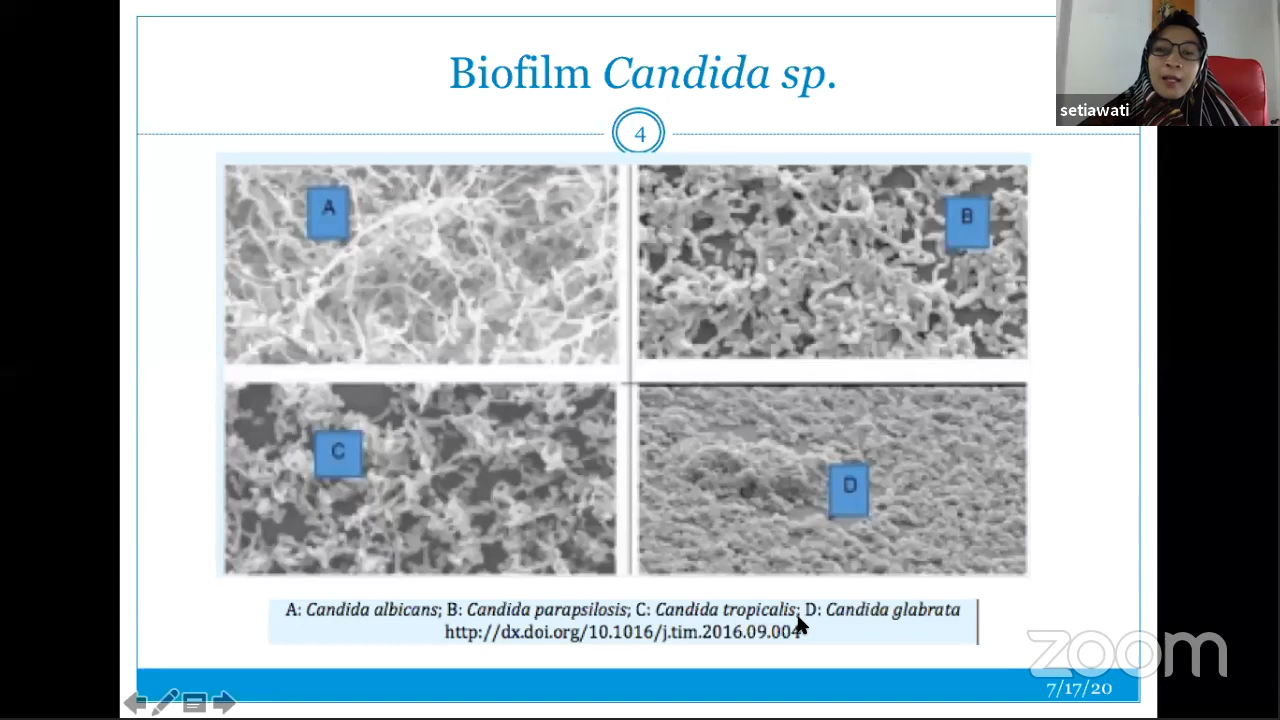 Biofilm Candida sp.
setiawati
4
A
B
C
D
A: Candida albicans; B: Candida parapsilosis; C: Candida tropicalis; D: Candida glabrata
http://dx.doi.org/10.1016/j.tim.2016.09.004
zoom
7/17/20